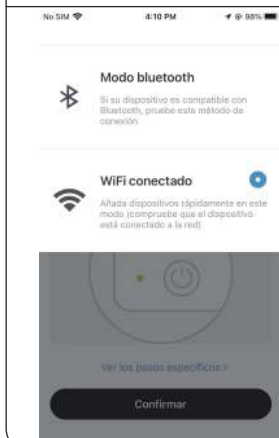 No SIM 4:10 PM 98%
Modo bluetooth
Si su dispositivo es compatible con
Bluetooth, pruebe este método de
conexión
WiFi conectado
Añada dispositivos rápidamente en este
modo (compruebe que el dispositivo
está conectado a la red)
Ver los pasos específicos >
Confirmar